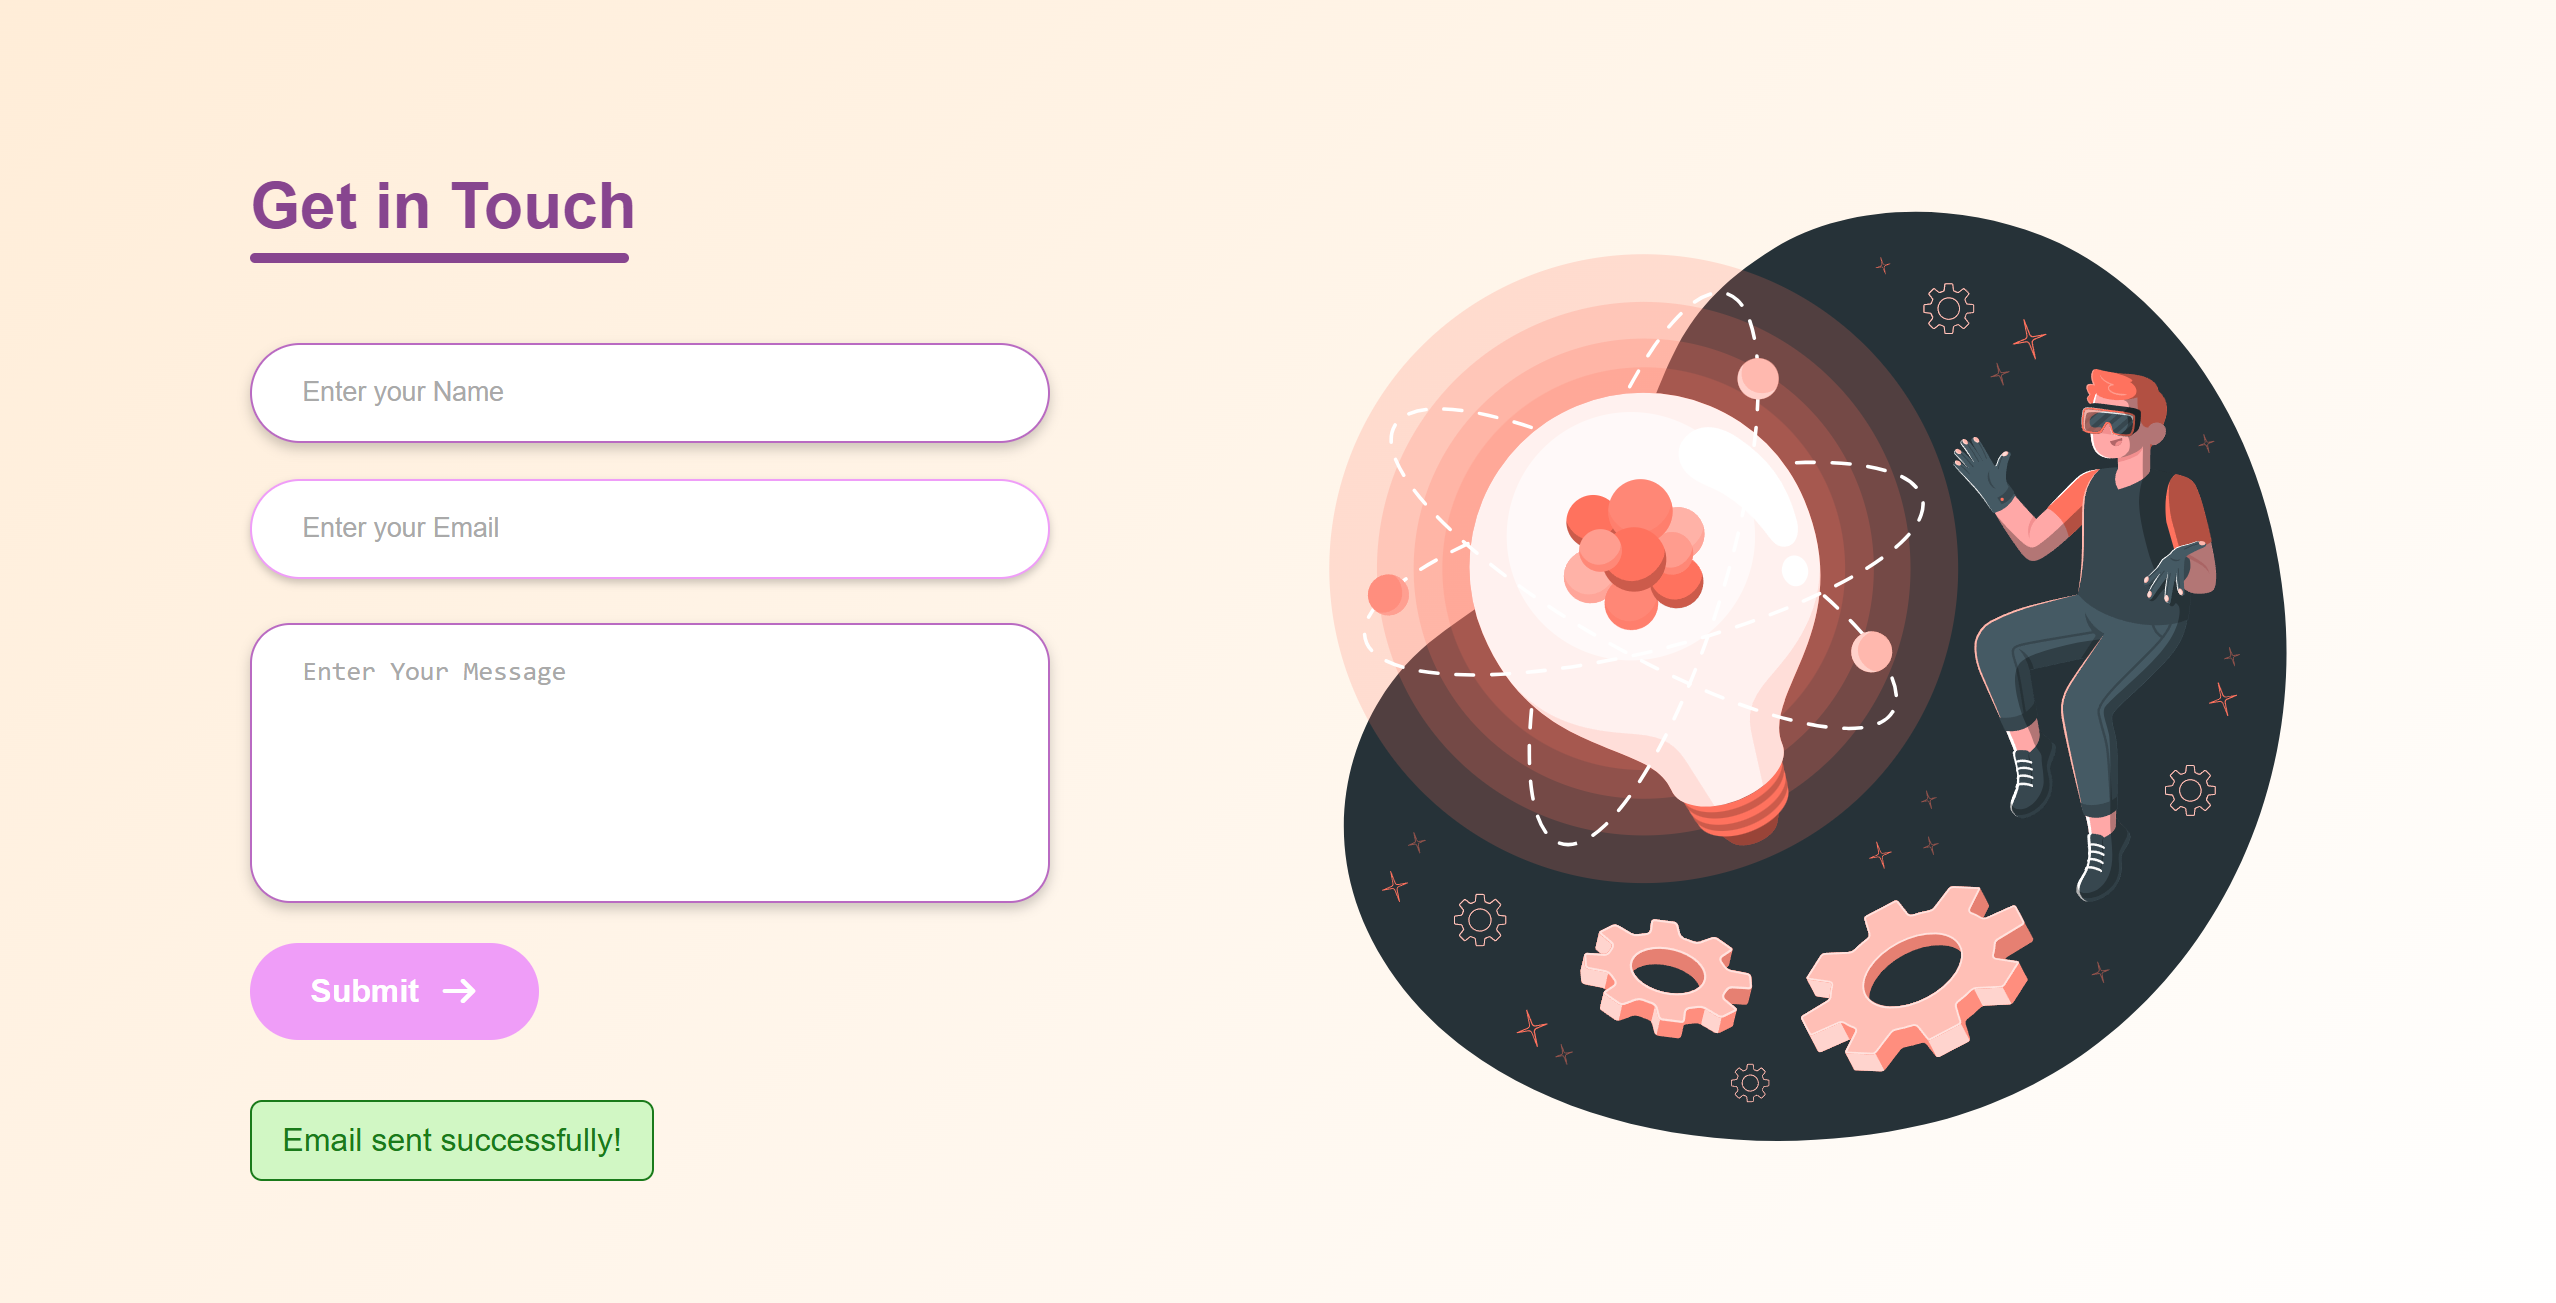 Get in Touch
Enter your Name
Enter your Email
Enter Your Message
Submit
Email sent successfully!